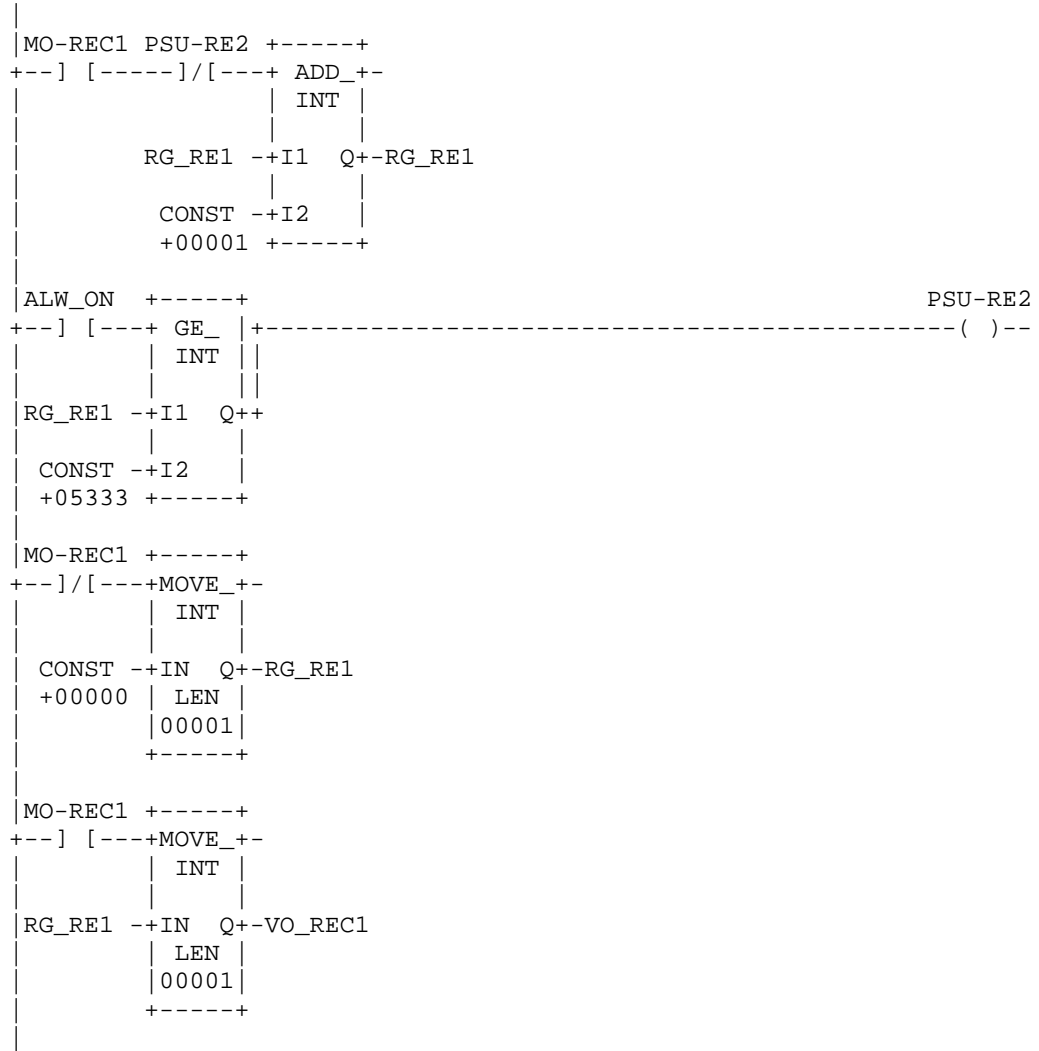 |
|MO-REC1 PSU-RE2 +-----+
+--] [-----]/[---+ ADD_+-
|                | INT |
|                |     |
|        RG_RE1 -+I1  Q+-RG_RE1
|                |     |
|         CONST -+I2   |
|         +00001 +-----+
|
|ALW_ON  +-----+                                           PSU-RE2
+--] [---+ GE_ |+-------------------------------------------( )--
|        | INT ||
|        |     ||
|RG_RE1 -+I1  Q++
|        |     |
| CONST -+I2   |
| +05333 +-----+
|
|MO-REC1 +-----+
+--]/[---+MOVE_+-
|        | INT |
|        |     |
| CONST -+IN  Q+-RG_RE1
| +00000 | LEN |
|        |00001|
|        +-----+
|
|MO-REC1 +-----+
+--] [---+MOVE_+-
|        | INT |
|        |     |
|RG_RE1 -+IN  Q+-VO_REC1
|        | LEN |
|        |00001|
|        +-----+
|